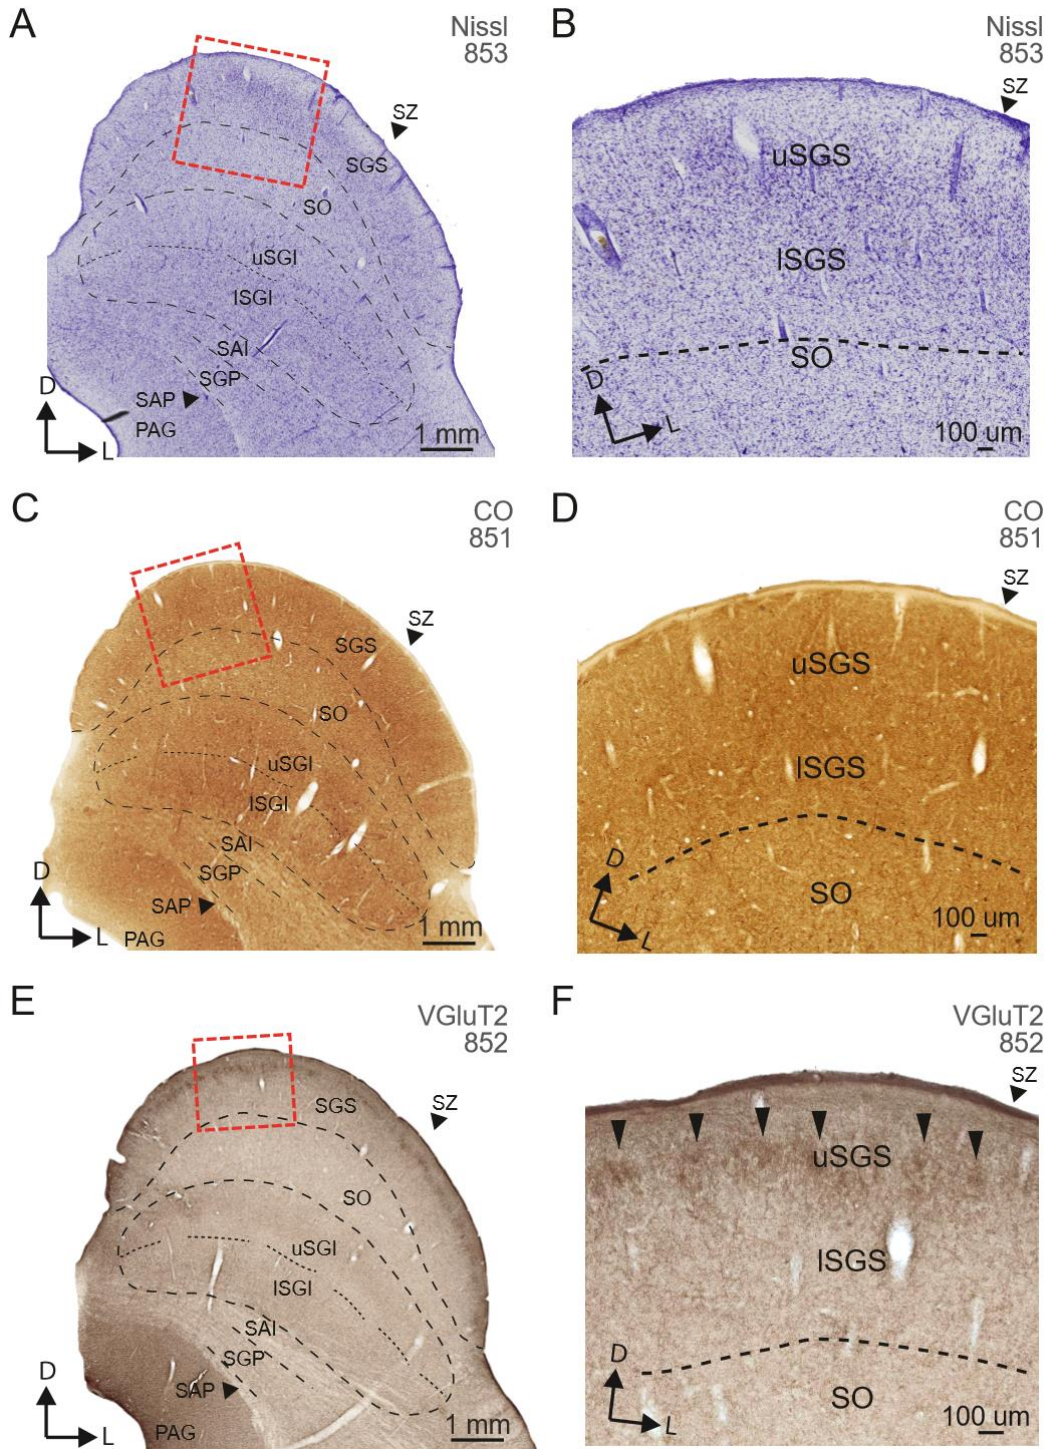 A
Nissl
853
SZ
SGS
SO
uSGI
lSGI
SAI
SGP
SAP
PAG
D
L
1 mm
B
Nissl
853
SZ
uSGS
lSGS
SO
D
L
100 um
C
CO
851
SZ
SGS
SO
uSGI
lSGI
SAI
SGP
SAP
PAG
D
L
1 mm
D
CO
851
SZ
uSGS
lSGS
SO
D
L
100 um
E
VGluT2
852
SZ
SGS
SO
uSGI
lSGI
SAI
SGP
SAP
PAG
D
L
1 mm
F
VGluT2
852
SZ
uSGS
lSGS
SO
D
L
100 um